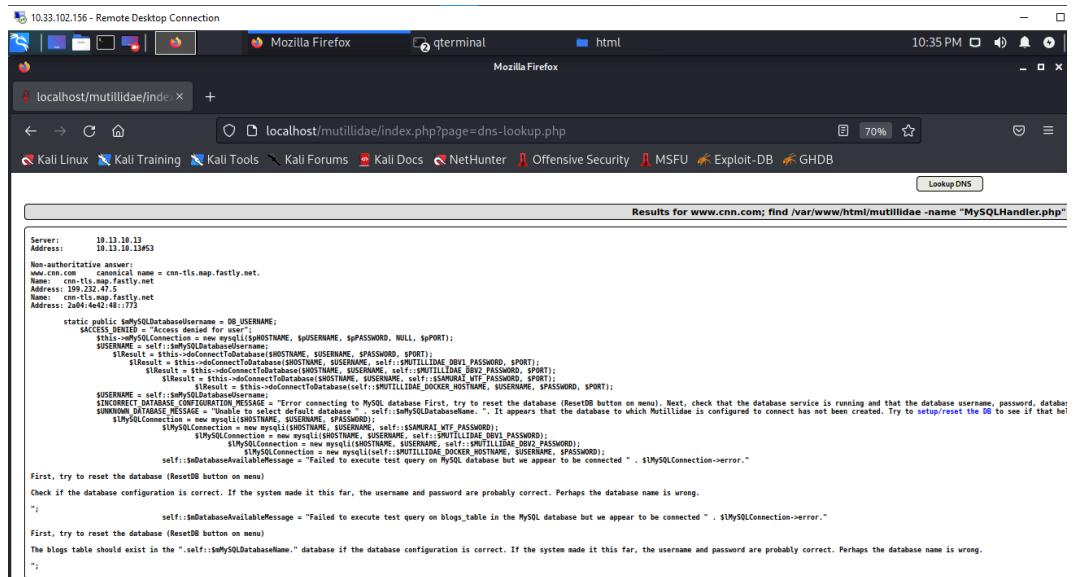 10.33.102.156 - Remote Desktop Connection
Mozilla Firefox
2 qterminal
html
10:35 PM
Mozilla Firefox
localhost/mutillidae/inde
localhost/mutillidae/index.php?page=dns-lookup.php
70%
Kali Linux Kali Training Kali Tools Kali Forums Kali Docs NetHunter Offensive Security MSFU Exploit-DB GHDB
Lookup DNS
Results for www.cnn.com; find /var/www/html/mutillidae -name "MySQLHandler.php"
Server: 10.13.10.13
Address: 10.13.10.13#53
Non-authoritative answer:
www.cnn.com canonical name = cnn-tls.map.fastly.net.
Name: cnn-tls.map.fastly.net
Address: 199.232.47.5
Name: cnn-tls.map.fastly.net
Address: 2a04:4e42:48::773
static public $mMySQLDatabaseUsername = DB_USERNAME;
$ACCESS_DENIED = "Access denied for user";
$this->mMySQLConnection = new mysqli($pHOSTNAME, $pUSERNAME, $pPASSWORD, NULL, $pPORT);
$USERNAME = self::$mMySQLDatabaseUsername;
$lResult = $this->doConnectToDatabase($HOSTNAME, $USERNAME, $PASSWORD, $PORT);
$lResult = $this->doConnectToDatabase($HOSTNAME, $USERNAME, self::$MUTILLIDAE_DBV1_PASSWORD, $PORT);
$lResult = $this->doConnectToDatabase($HOSTNAME, $USERNAME, self::$MUTILLIDAE_DBV2_PASSWORD, $PORT);
$lResult = $this->doConnectToDatabase($HOSTNAME, $USERNAME, self::$SAMURAI_WTF_PASSWORD, $PORT);
$lResult = $this->doConnectToDatabase(self::$MUTILLIDAE_DOCKER_HOSTNAME, $USERNAME, $PASSWORD, $PORT);
$USERNAME = self::$mMySQLDatabaseUsername;
$INCORRECT_DATABASE_CONFIGURATION_MESSAGE = "Error connecting to MySQL database First, try to reset the database (ResetDB button on menu). Next, check that the database service is running and that the database username, password, databas
$UNKNOWN_DATABASE_MESSAGE = "Unable to select default database " . self::$mMySQLDatabaseName. ". It appears that the database to which Mutillidae is configured to connect has not been created. Try to setup/reset the DB to see if that hel
$lMySQLConnection = new mysqli($HOSTNAME, $USERNAME, $PASSWORD);
$lMySQLConnection = new mysqli($HOSTNAME, $USERNAME, self::$SAMURAI_WTF_PASSWORD);
$lMySQLConnection = new mysqli($HOSTNAME, $USERNAME, self::$MUTILLIDAE_DBV1_PASSWORD);
$lMySQLConnection = new mysqli($HOSTNAME, $USERNAME, self::$MUTILLIDAE_DBV2_PASSWORD);
$lMySQLConnection = new mysqli(self::$MUTILLIDAE_DOCKER_HOSTNAME, $USERNAME, $PASSWORD);
self::$mDatabaseAvailableMessage = "Failed to execute test query on MySQL database but we appear to be connected " . $lMySQLConnection->error."
First, try to reset the database (ResetDB button on menu)
Check if the database configuration is correct. If the system made it this far, the username and password are probably correct. Perhaps the database name is wrong.
";
self::$mDatabaseAvailableMessage = "Failed to execute test query on blogs_table in the MySQL database but we appear to be connected " . $lMySQLConnection->error."
First, try to reset the database (ResetDB button on menu)
The blogs table should exist in the ".self::$mMySQLDatabaseName." database if the database configuration is correct. If the system made it this far, the username and password are probably correct. Perhaps the database name is wrong.
";